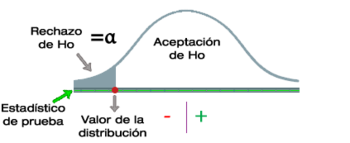 Rechazo
de Ho
=α
Aceptación
de Ho
Estadístico
de prueba
Valor de la
distribución
- | +